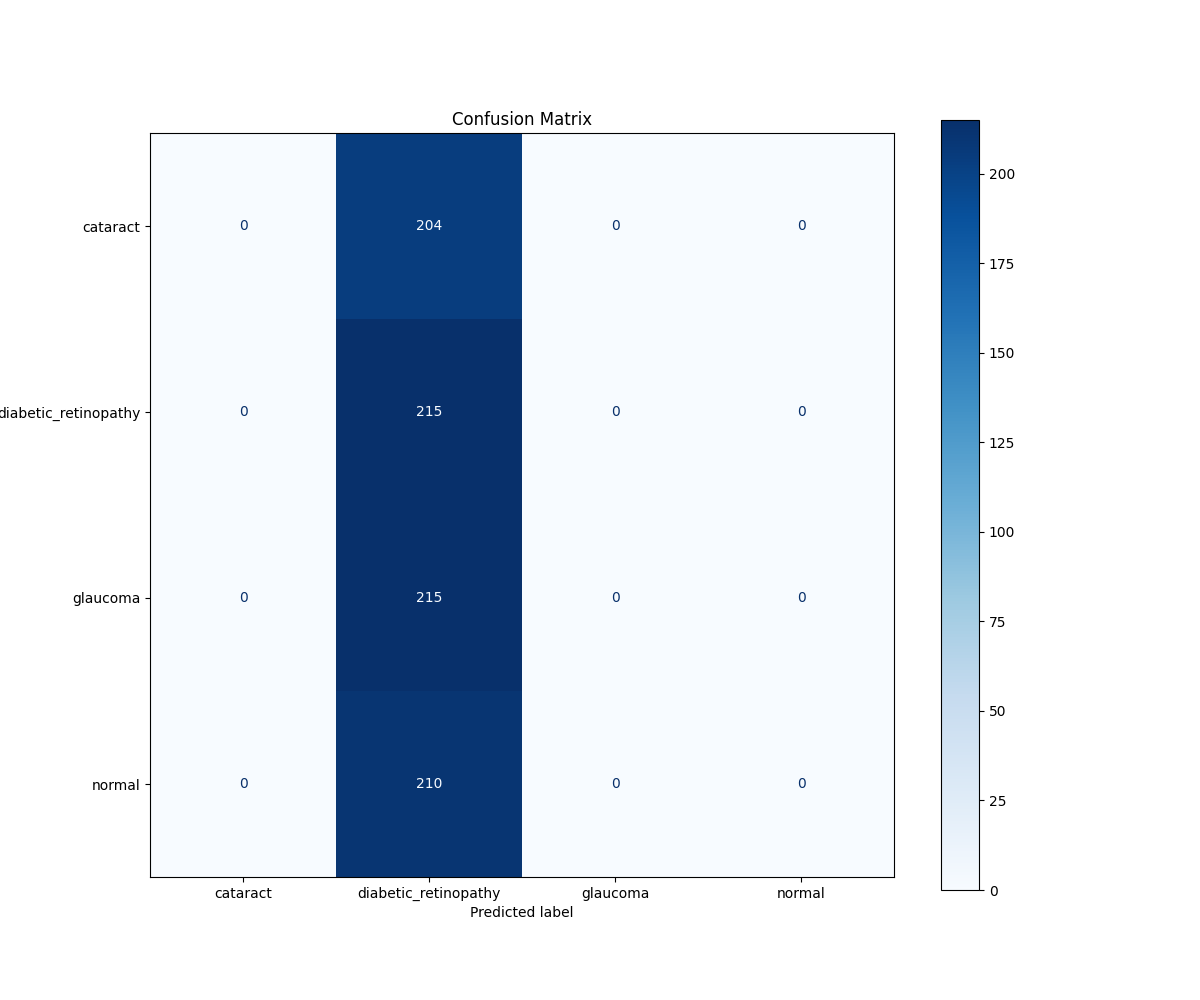 Confusion Matrix
cataract 0 204 0 0
diabetic_retinopathy 0 215 0 0
glaucoma 0 215 0 0
normal 0 210 0 0
cataract diabetic_retinopathy glaucoma normal
Predicted label
200
175
150
125
100
75
50
25
0